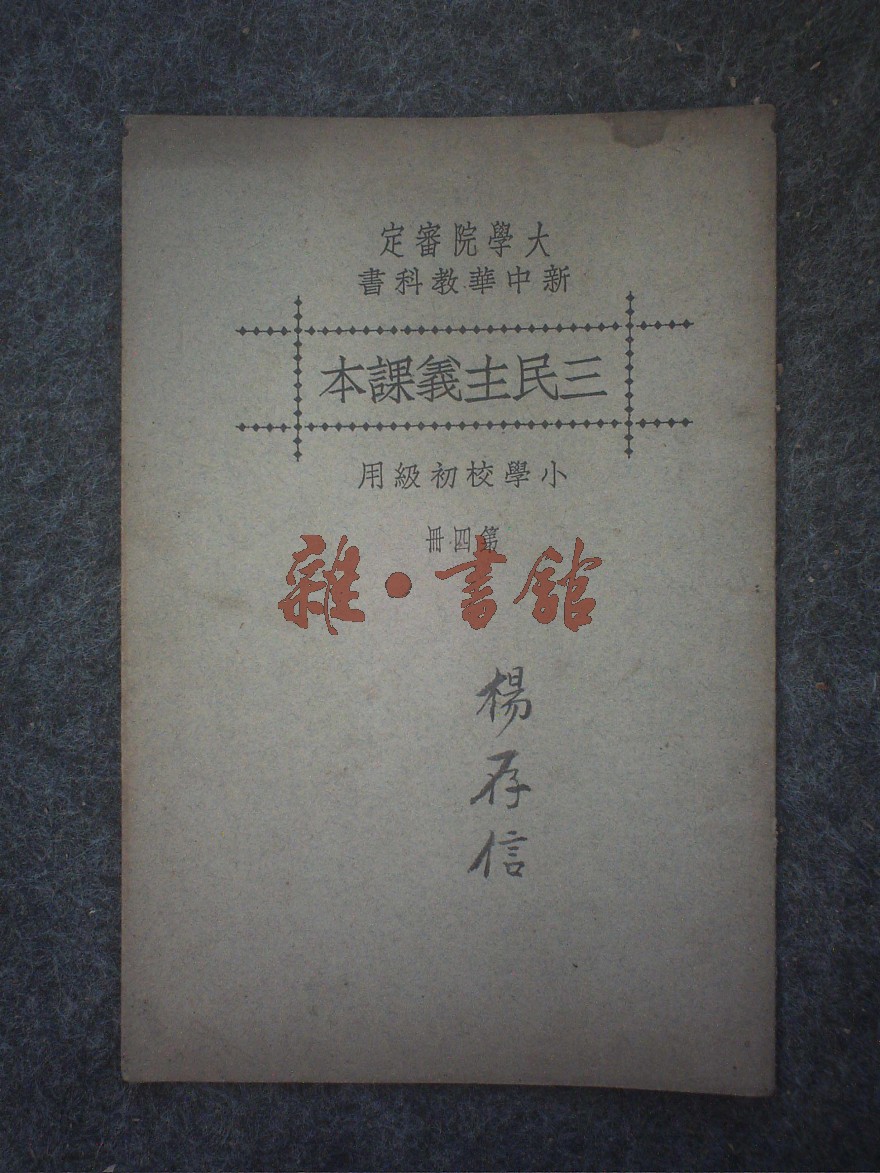 大學院審定
新中華教科書
三民主義課本
小學校初級用
第四冊
雜·書館
楊存信